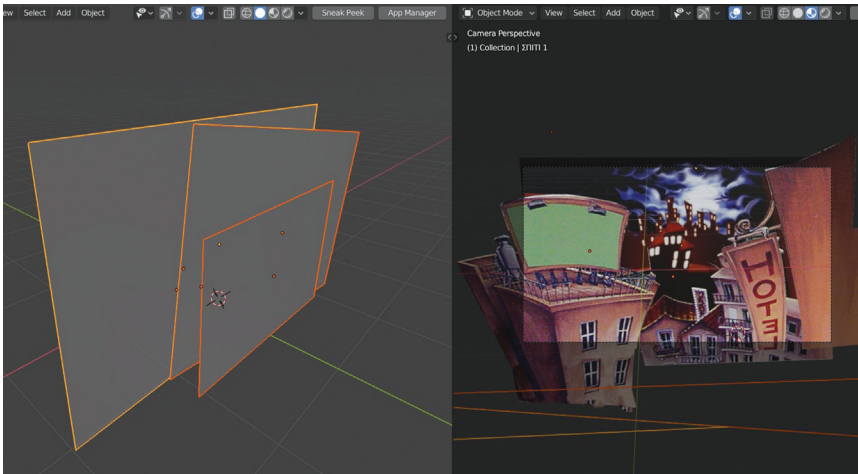 ew Select Add Object Sneak Peek App Manager
Object Mode View Select Add Object
Camera Perspective
(1) Collection | ΣΠΙΤΙ 1
HOTEL